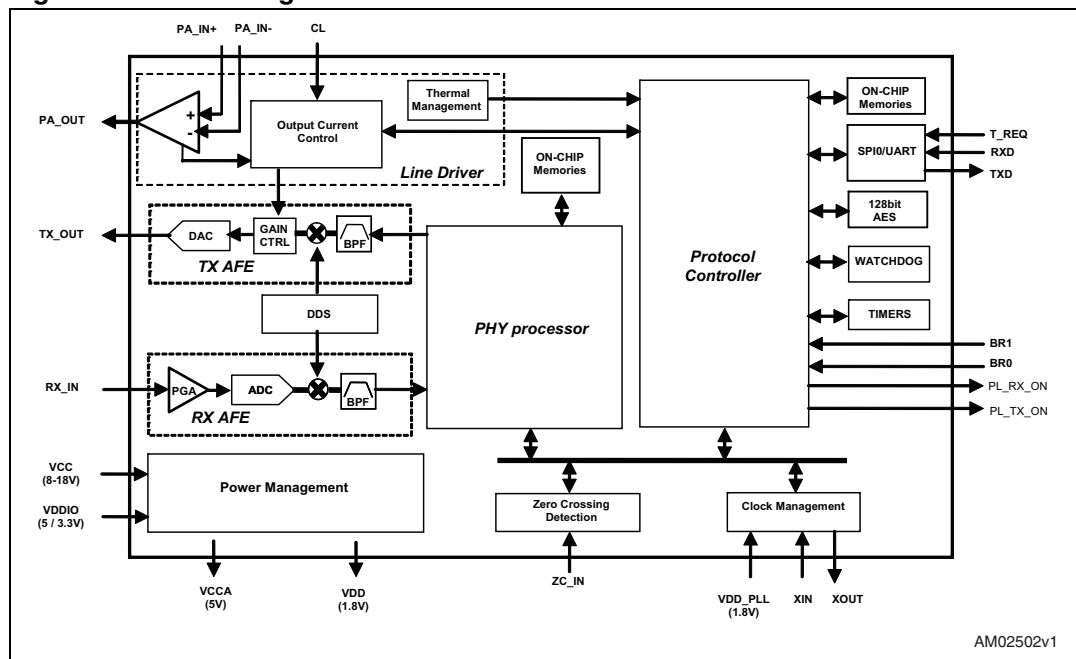 PA_IN+ PA_IN- CL
PA_OUT
+
-
Output Current
Control
Line Driver
Thermal
Management
ON-CHIP
Memories
Protocol
Controller
ON-CHIP
Memories
SPI0/UART
T_REQ
RXD
TXD
128bit
AES
WATCHDOG
TIMERS
BR1
BR0
PL_RX_ON
PL_TX_ON
TX_OUT
DAC
GAIN
CTRL
BPF
TX AFE
DDS
PHY processor
RX_IN
PGA
ADC
BPF
RX AFE
VCC
(8-18V)
VDDIO
(5 / 3.3V)
Power Management
Zero Crossing
Detection
Clock Management
VCCA
(5V)
VDD
(1.8V)
ZC_IN
VDD_PLL
(1.8V)
XIN
XOUT
AM02502v1